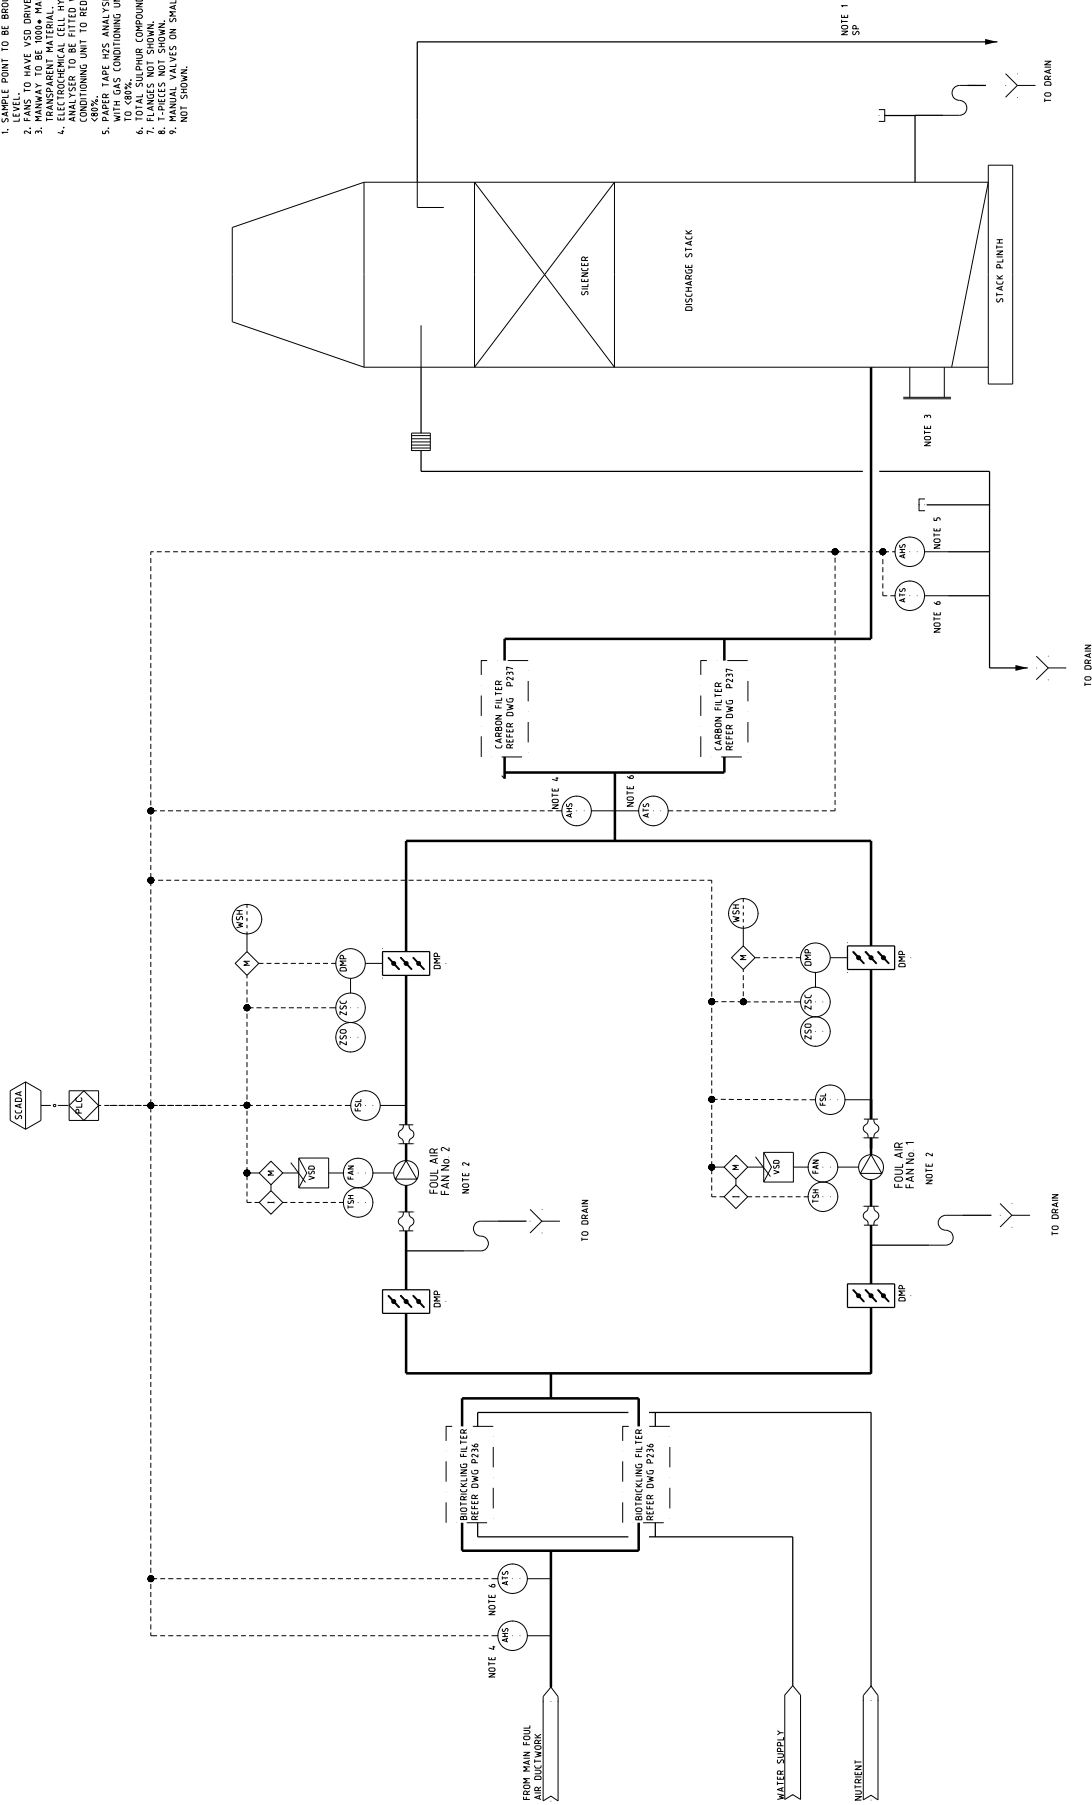 1. SAMPLE POINT TO BE BROU
LEVEL.
2. FANS TO HAVE VSD DRIVE
3. MANWAY TO BE 1000ø MA
TRANSPARENT MATERIAL.
4. ELECTROCHEMICAL CELL HY
ANALYSER TO BE FITTED
CONDITIONING UNIT TO RED
<80%.
5. PAPER TAPE H2S ANALYSI
WITH GAS CONDITIONING UN
TO <80%.
6. TOTAL SULPHUR COMPOUND
7. FLANGES NOT SHOWN.
8. T-PIECES NOT SHOWN.
9. MANUAL VALVES ON SMAL
NOT SHOWN.
NOTE 1
SP
TO DRAIN
SILENCER
DISCHARGE STACK
STACK PLINTH
NOTE 3
AHS
NOTE 5
ATS
NOTE 6
TO DRAIN
CARBON FILTER
REFER DWG P237
CARBON FILTER
REFER DWG P237
NOTE 4
AHS
NOTE 6
ATS
SCADA
PLC
WSH
M
DMP
ZSC
ZSO
DMP
FSL
M
I
VSD
FAN
TSH
FOUL AIR
FAN No. 2
NOTE 2
TO DRAIN
DMP
WSH
M
DMP
ZSC
ZSO
DMP
FSL
M
I
VSD
FAN
TSH
FOUL AIR
FAN No. 1
NOTE 2
TO DRAIN
DMP
BIOTRICKLING FILTER
REFER DWG P236
BIOTRICKLING FILTER
REFER DWG P236
ATS
NOTE 6
AHS
NOTE 4
FROM MAIN FOUL
AIR DUCTWORK
WATER SUPPLY
NUTRIENT